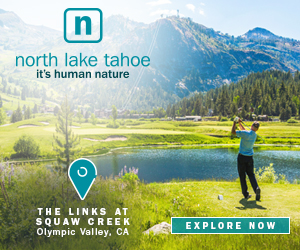 n
north lake tahoe
it's human nature
THE LINKS AT
SQUAW CREEK
Olympic Valley, CA
EXPLORE NOW